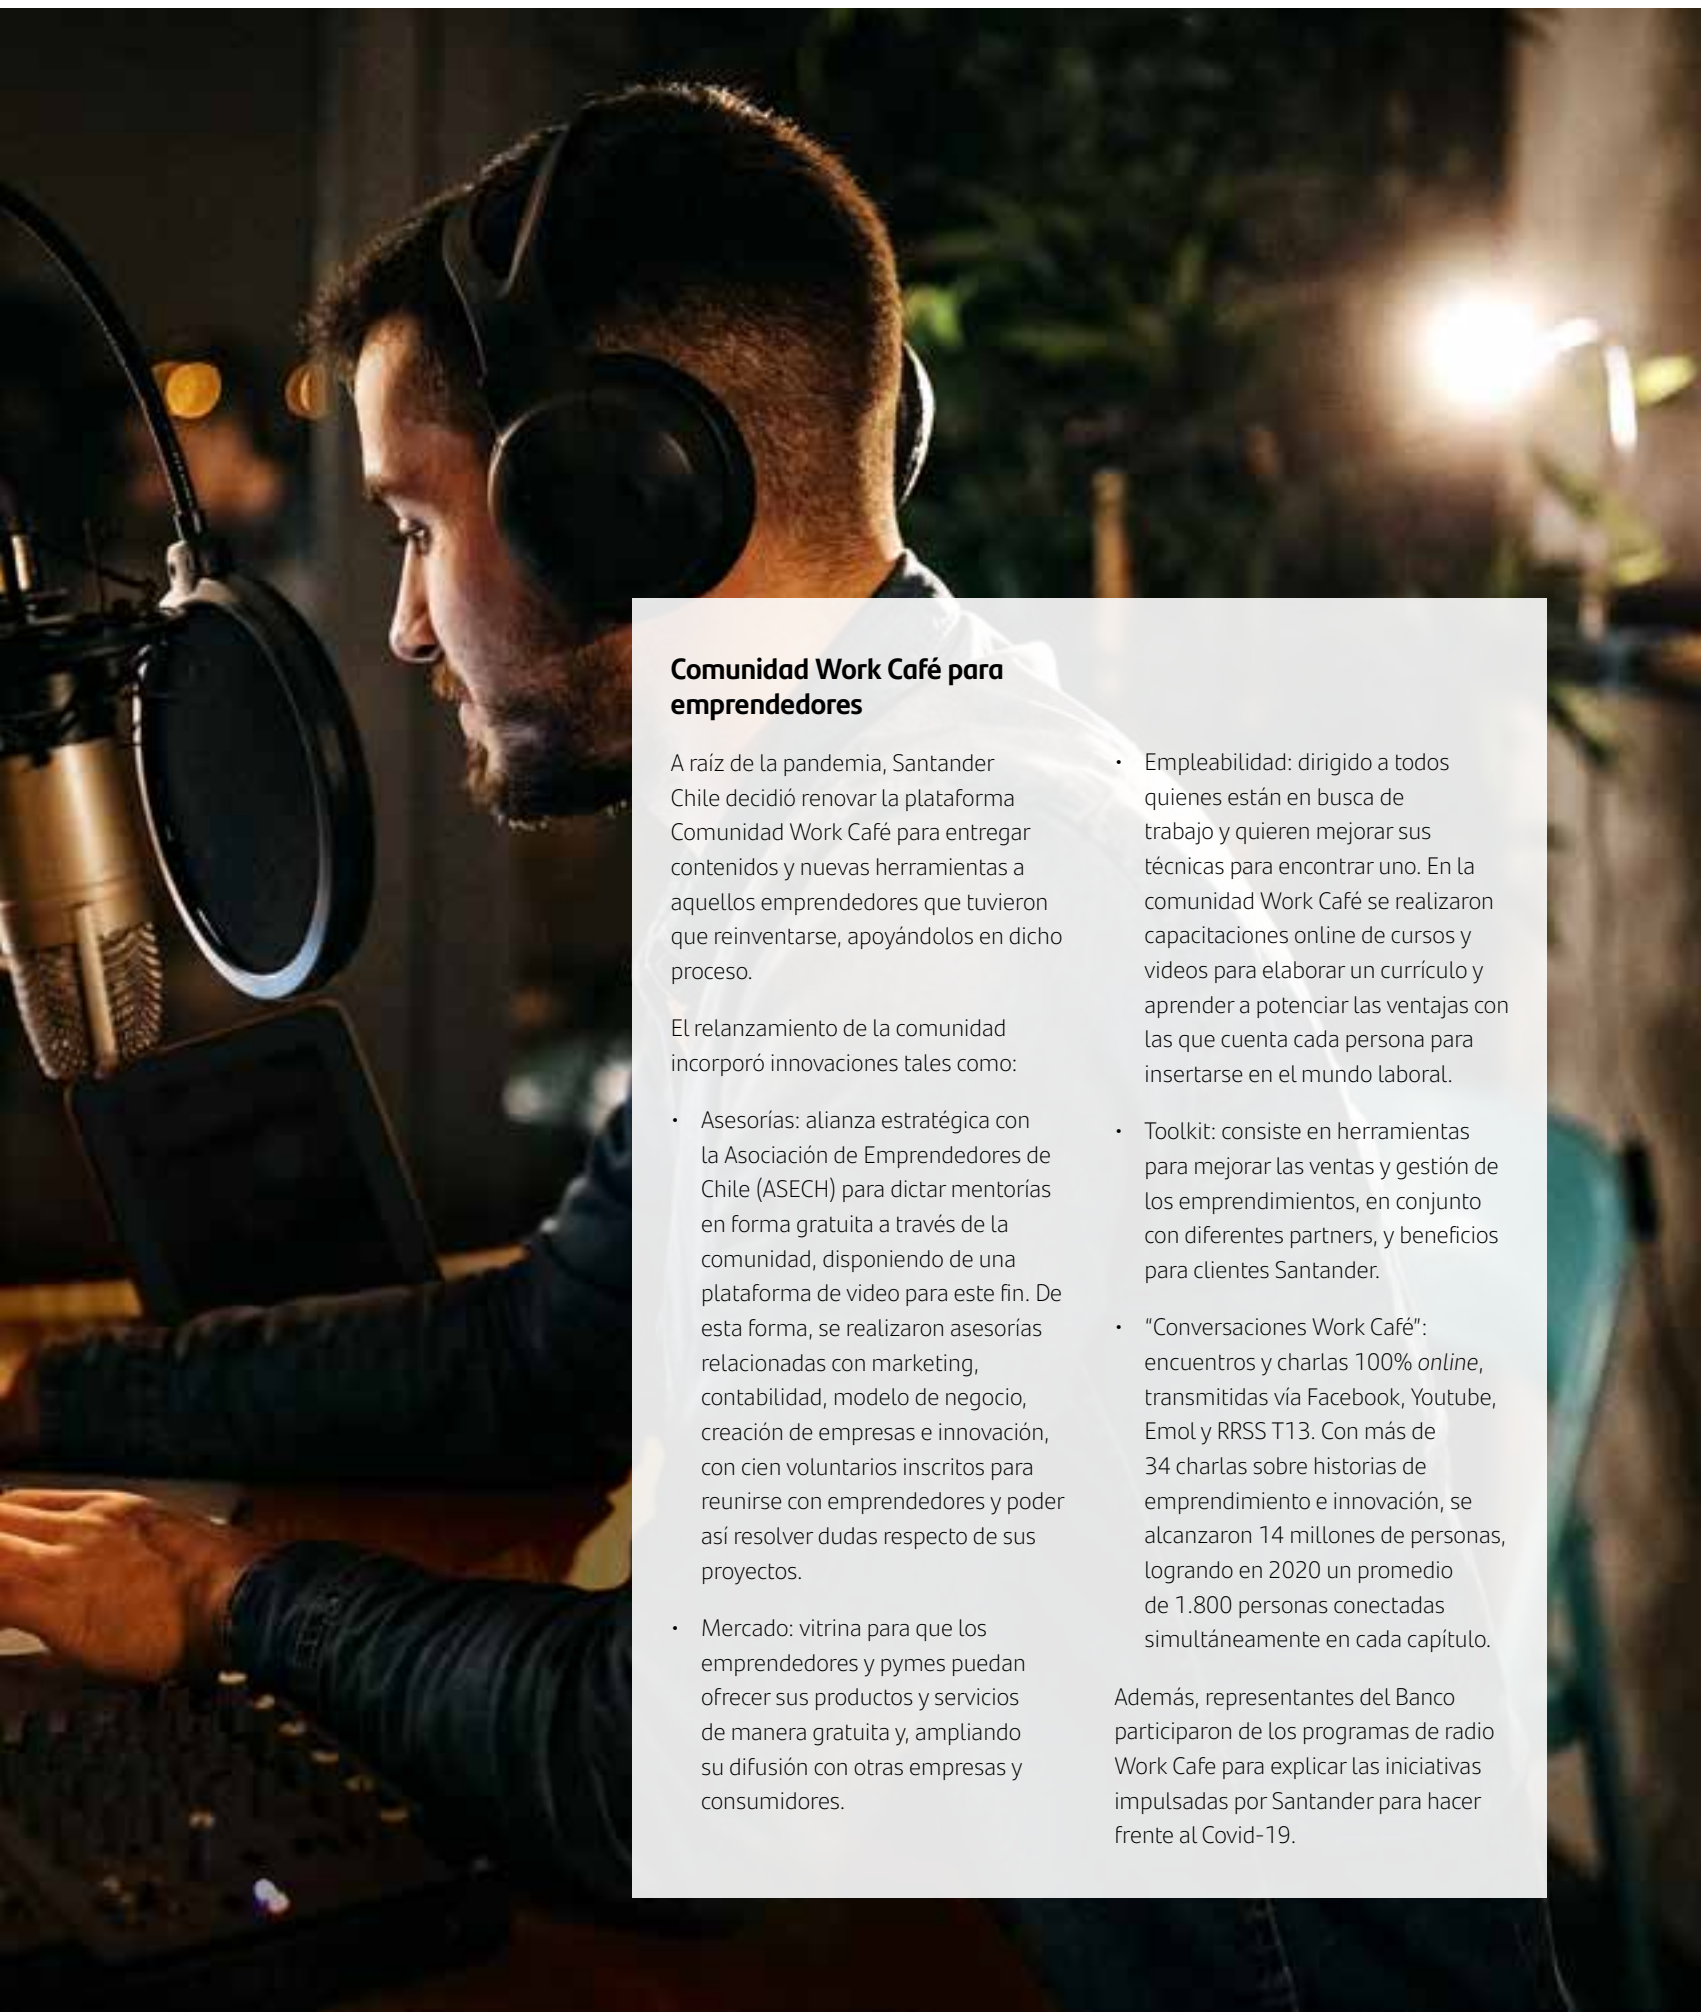 Comunidad Work Café para
emprendedores
A raíz de la pandemia, Santander
Chile decidió renovar la plataforma
Comunidad Work Café para entregar
contenidos y nuevas herramientas a
aquellos emprendedores que tuvieron
que reinventarse, apoyándolos en dicho
proceso.
El relanzamiento de la comunidad
incorporó innovaciones tales como:
• Asesorías: alianza estratégica con
la Asociación de Emprendedores de
Chile (ASECH) para dictar mentorías
en forma gratuita a través de la
comunidad, disponiendo de una
plataforma de video para este fin. De
esta forma, se realizaron asesorías
relacionadas con marketing,
contabilidad, modelo de negocio,
creación de empresas e innovación,
con cien voluntarios inscritos para
reunirse con emprendedores y poder
así resolver dudas respecto de sus
proyectos.
• Mercado: vitrina para que los
emprendedores y pymes puedan
ofrecer sus productos y servicios
de manera gratuita y, ampliando
su difusión con otras empresas y
consumidores.
• Empleabilidad: dirigido a todos
quienes están en busca de
trabajo y quieren mejorar sus
técnicas para encontrar uno. En la
comunidad Work Café se realizaron
capacitaciones online de cursos y
videos para elaborar un currículo y
aprender a potenciar las ventajas con
las que cuenta cada persona para
insertarse en el mundo laboral.
• Toolkit: consiste en herramientas
para mejorar las ventas y gestión de
los emprendimientos, en conjunto
con diferentes partners, y beneficios
para clientes Santander.
• "Conversaciones Work Café":
encuentros y charlas 100% online,
transmitidas vía Facebook, Youtube,
Emol y RRSS T13. Con más de
34 charlas sobre historias de
emprendimiento e innovación, se
alcanzaron 14 millones de personas,
logrando en 2020 un promedio
de 1.800 personas conectadas
simultáneamente en cada capítulo.
Además, representantes del Banco
participaron de los programas de radio
Work Cafe para explicar las iniciativas
impulsadas por Santander para hacer
frente al Covid-19.